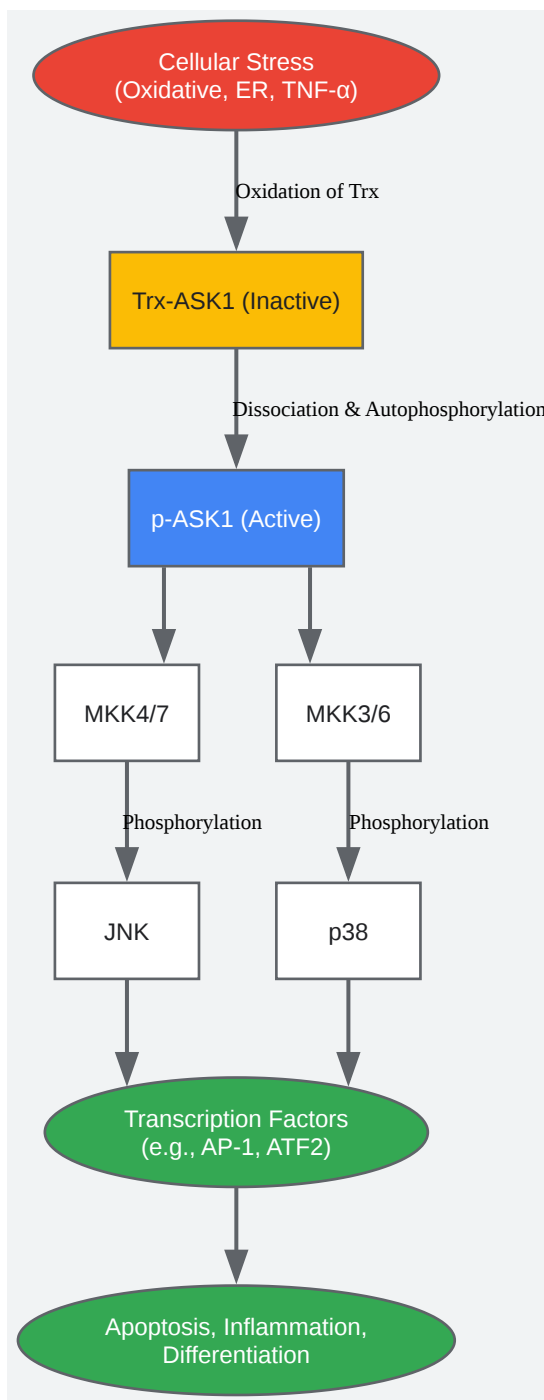 Cellular Stress
(Oxidative, ER, TNF-α)
Oxidation of Trx
Trx-ASK1 (Inactive)
Dissociation & Autophosphorylation
p-ASK1 (Active)
MKK4/7
MKK3/6
Phosphorylation
Phosphorylation
JNK
p38
Transcription Factors
(e.g., AP-1, ATF2)
Apoptosis, Inflammation,
Differentiation